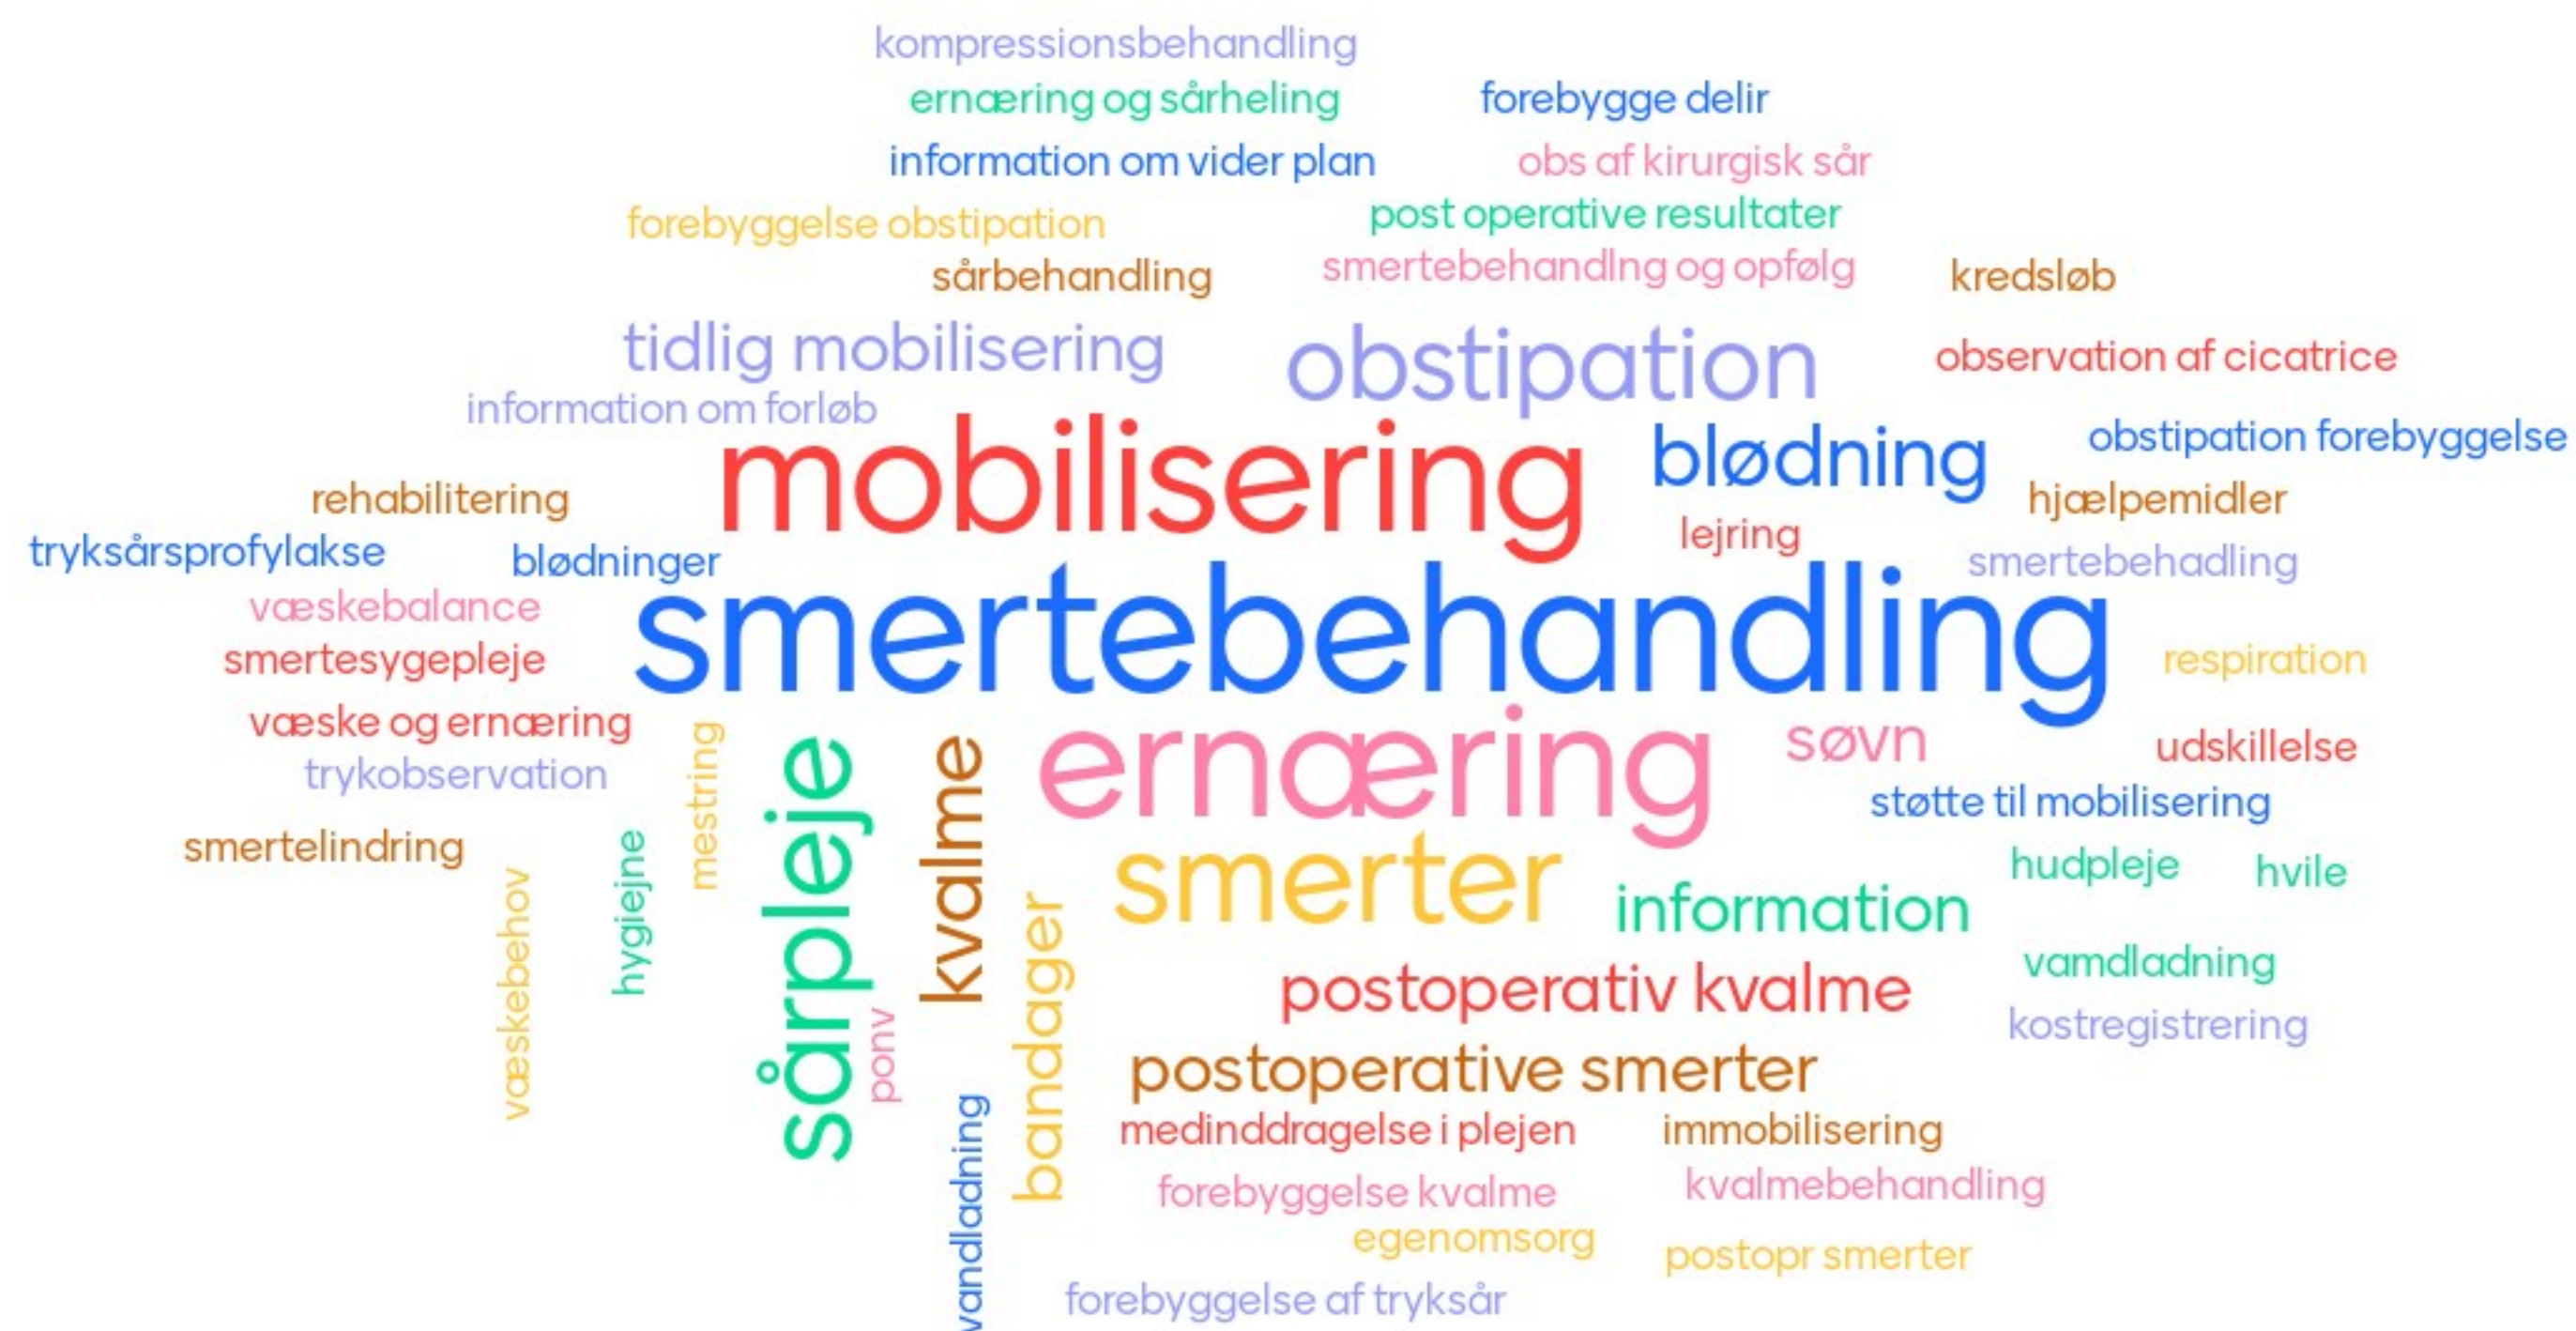 kompressionsbehandling
ernæring og sårheling
forebygge delir
information om vider plan
obs af kirurgisk sår
forebyggelse obstipation
post operative resultater
sårbehandling
smertebehandlng og opfølg
kredsløb
tidlig mobilisering
obstipation
observation af cicatrice
information om forløb
mobilisering
blødning
obstipation forebyggelse
rehabilitering
hjælpemidler
lejring
tryksårsprofylakse
blødninger
smertebehadling
væskebalance
smertebehandling
smertesygepleje
respiration
væske og ernæring
mestring
sårpleje
kvalme
ernæring
søvn
udskillelse
trykobservation
støtte til mobilisering
smertelindring
væskebehov
hygiejne
smerter
hudpleje
hvile
bandager
information
vamdladning
postoperativ kvalme
ponv
kostregistrering
postoperative smerter
vandladning
medinddragelse i plejen
immobilisering
forebyggelse kvalme
kvalmebehandling
egenomsorg
postopr smerter
forebyggelse af tryksår